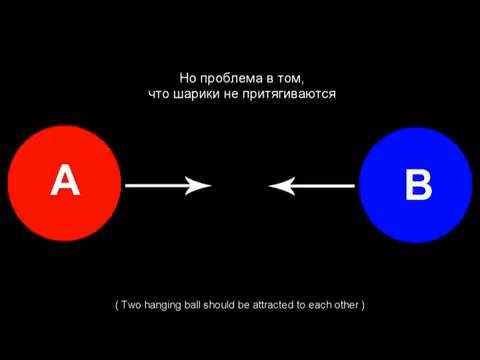 Но проблема в том,
что шарики не притягиваются
A
B
( Two hanging ball should be attracted to each other )